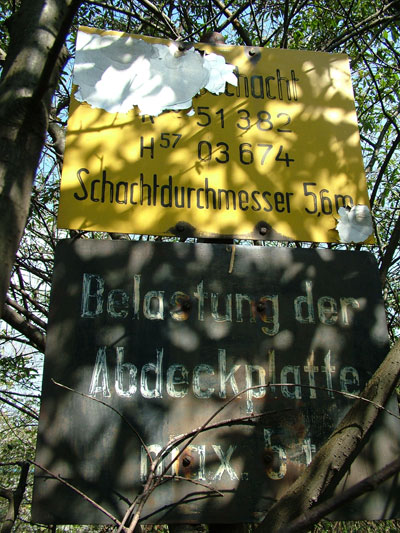 schacht
51 382
H 57 03 674
Schachtdurchmesser 5,6m
Belastung der
Abdeckplatte
max. 5 t